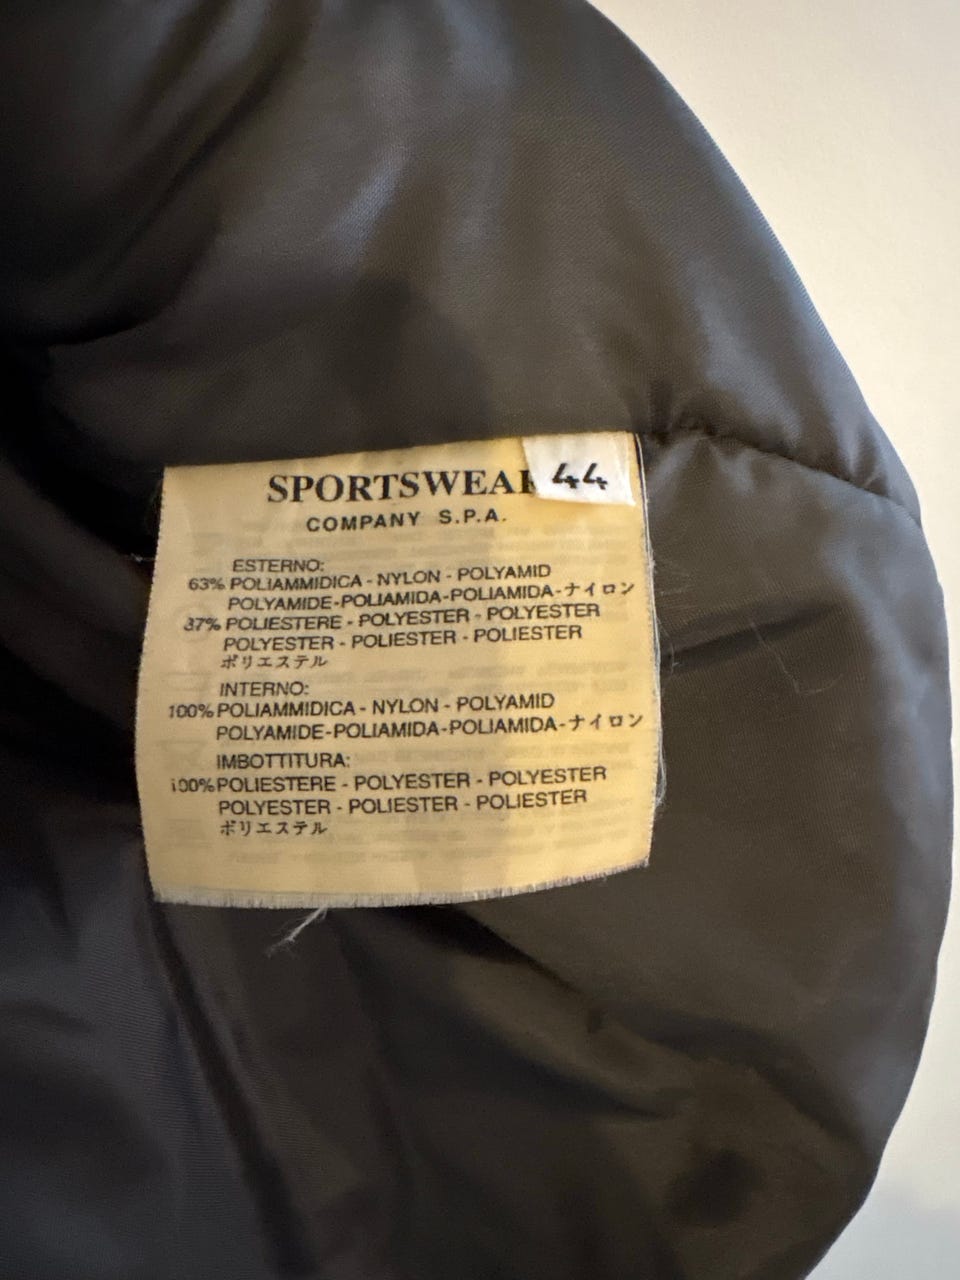 SPORTSWEAR 44
COMPANY S.P.A.
ESTERNO:
63% POLIAMMIDICA - NYLON - POLYAMID
POLYAMIDE-POLIAMIDA-POLIAMIDA-ナイロン
37% POLIESTERE - POLYESTER - POLYESTER
POLYESTER - POLIESTER - POLIESTER
ポリエステル
INTERNO:
100% POLIAMMIDICA - NYLON - POLYAMID
POLYAMIDE-POLIAMIDA-POLIAMIDA-ナイロン
IMBOTTITURA:
100% POLIESTERE - POLYESTER - POLYESTER
POLYESTER - POLIESTER - POLIESTER
ポリエステル